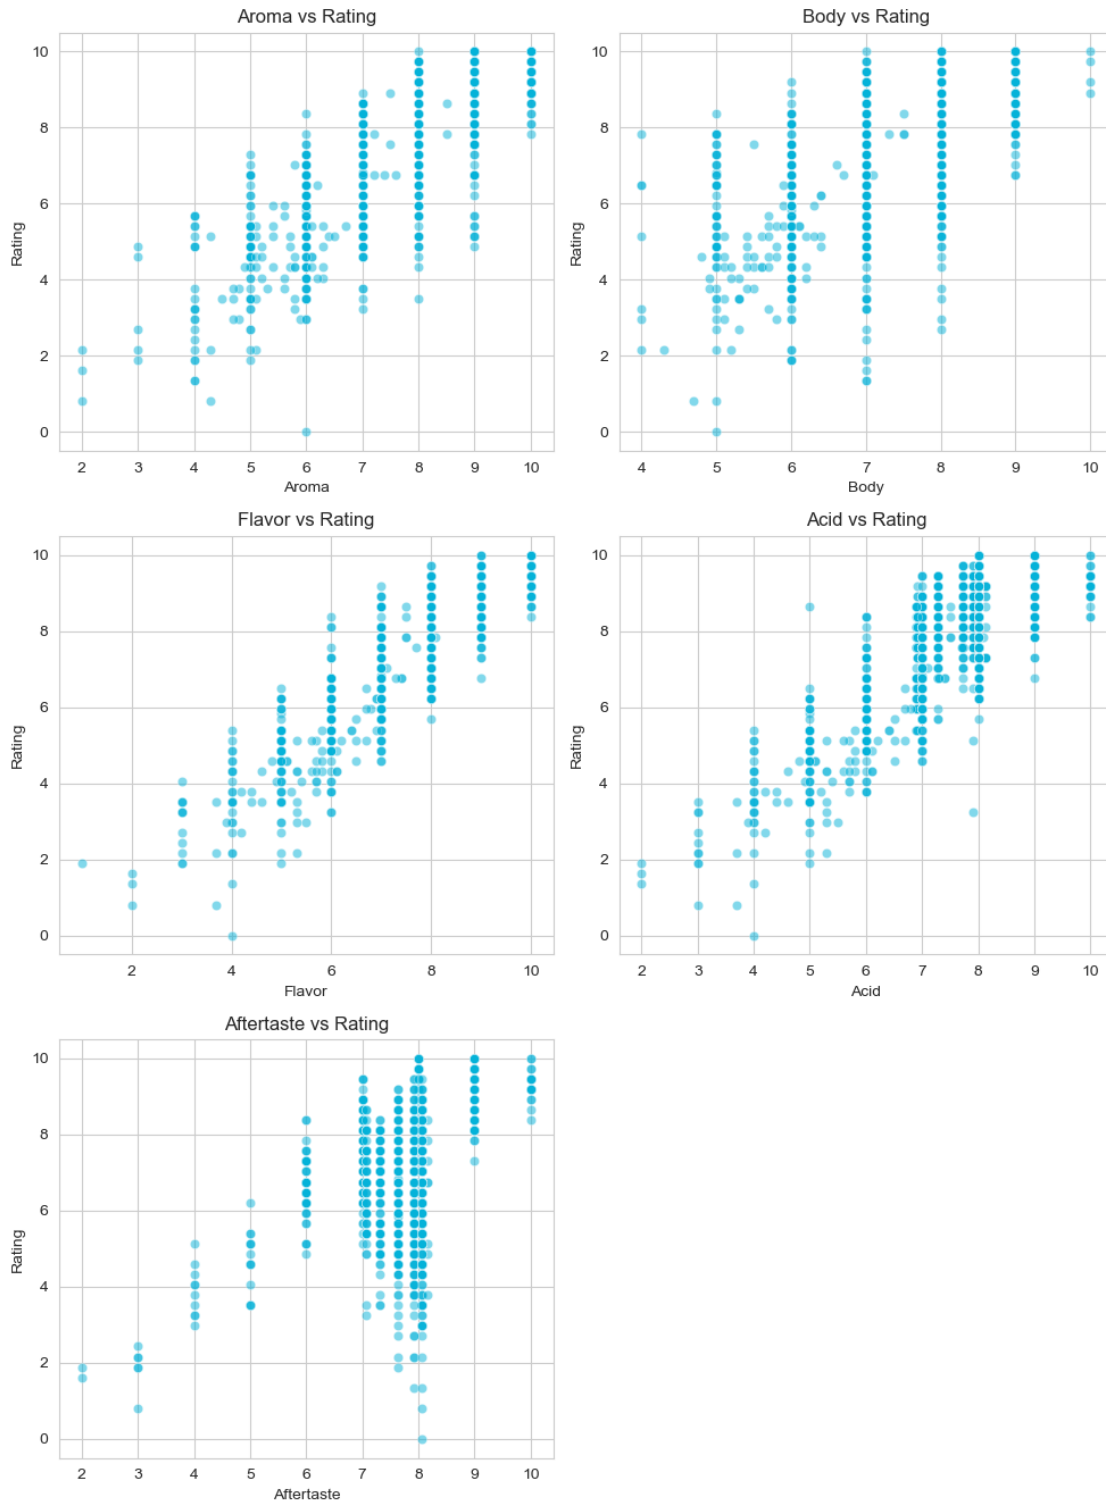 Aroma vs Rating
10
8
6
4
2
0
Rating
2 3 4 5 6 7 8 9 10
Aroma
Body vs Rating
10
8
6
4
2
0
Rating
4 5 6 7 8 9 10
Body
Flavor vs Rating
10
8
6
4
2
0
Rating
2 4 6 8 10
Flavor
Acid vs Rating
10
8
6
4
2
0
Rating
2 3 4 5 6 7 8 9 10
Acid
Aftertaste vs Rating
10
8
6
4
2
0
Rating
2 3 4 5 6 7 8 9 10
Aftertaste